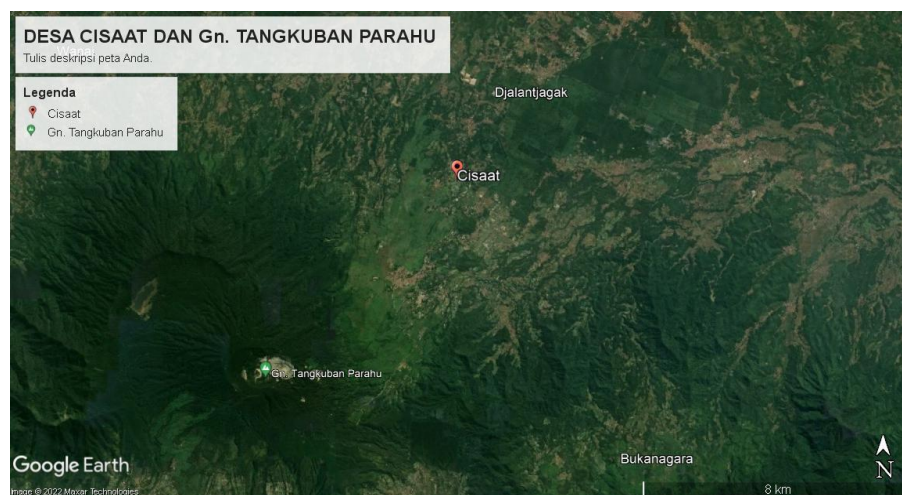 DESA CISAAT DAN Gn. TANGKUBAN PARAHU
Tulis deskripsi peta Anda.
Legenda
Cisaat
Gn. Tangkuban Parahu
Djalantjagak
Cisaat
Gn. Tangkuban Parahu
Bukanagara
Google Earth
Image © 2022 Maxar Technologies
8 km
N